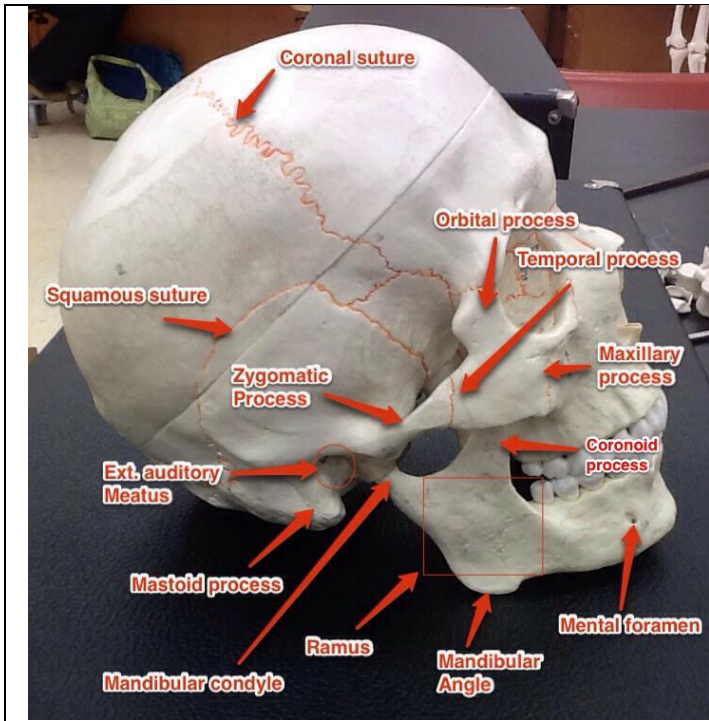 Coronal suture
Orbital process
Temporal process
Squamous suture
Maxillary
process
Zygomatic
Process
Coronoid
process
Ext. auditory
Meatus
Mastoid process
Mental foramen
Ramus
Mandibular
Angle
Mandibular condyle